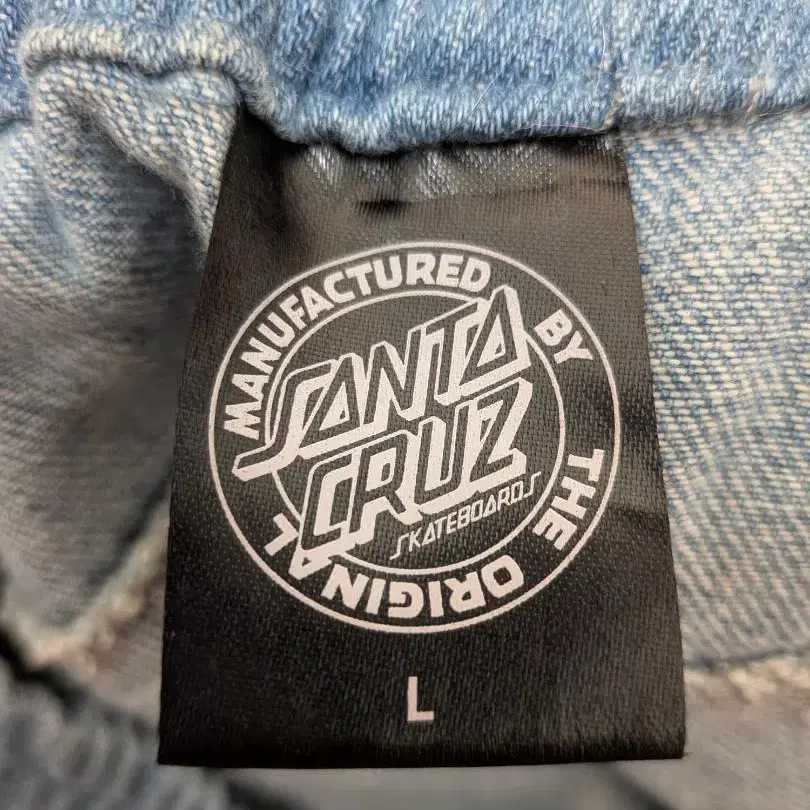 MANUFACTURED BY THE ORIGINAL
SANTA
CRUZ
SKATEBOARDS
L